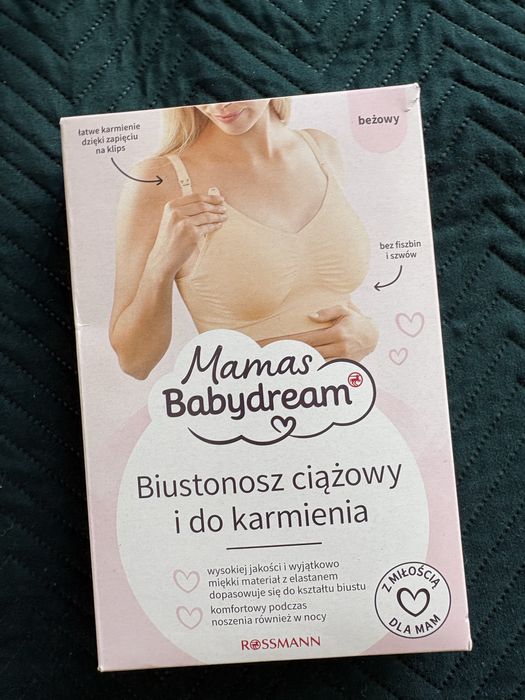 łatwe karmienie
dzięki zapięciu
na klips
beżowy
bez fiszbin
i szwów
Mamas
Babydream
Biustonosz ciążowy
i do karmienia
wysokiej jakości i wyjątkowo
miękki materiał z elastanem
dopasowuje się do kształtu biustu
komfortowy podczas
noszenia również w nocy
Z MIŁOŚCIĄ
DLA MAM
ROSSMANN